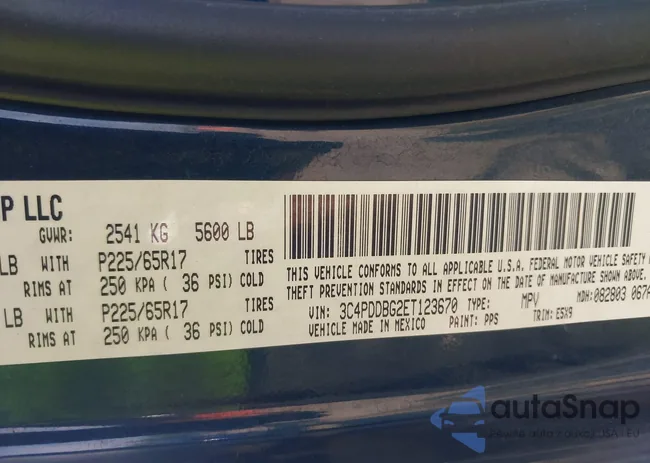 P LLC
GVWR: 2541 KG 5600 LB
LB WITH P225/65R17 TIRES
RIMS AT 250 KPA ( 36 PSI) COLD
LB WITH P225/65R17 TIRES
RIMS AT 250 KPA ( 36 PSI) COLD
THIS VEHICLE CONFORMS TO ALL APPLICABLE U.S.A. FEDERAL MOTOR VEHICLE SAFETY
THEFT PREVENTION STANDARDS IN EFFECT ON THE DATE OF MANUFACTURE SHOWN ABOVE.
VIN: 3C4PDDBG2ET123670 TYPE: MPV MDH: 082803 067A
VEHICLE MADE IN MEXICO PAINT: PPS TRIM: E5X9
autaSnap